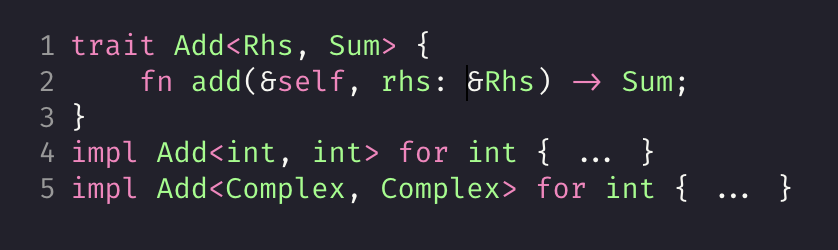 1 trait Add<Rhs, Sum> {
2     fn add(&self, rhs: &Rhs) -> Sum;
3 }
4 impl Add<int, int> for int { ... }
5 impl Add<Complex, Complex> for int { ... }